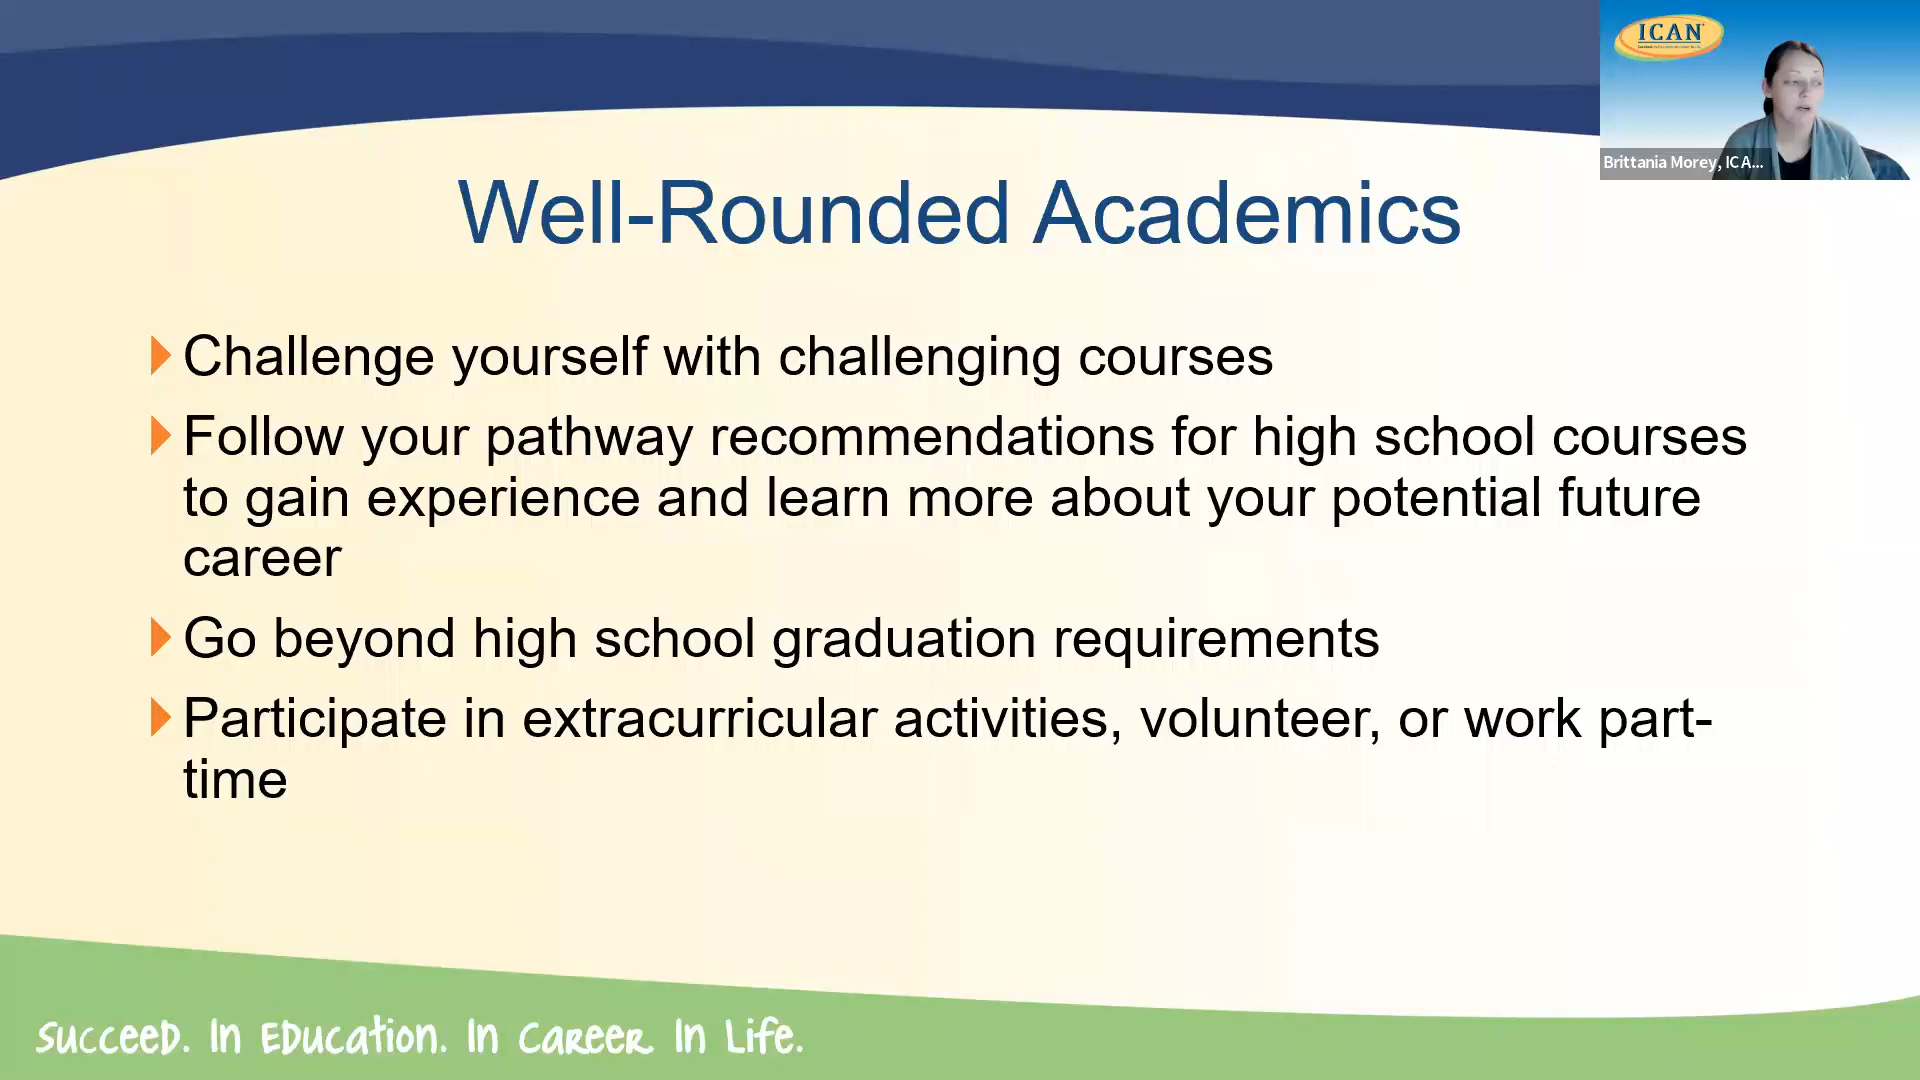 ICAN
Brittania Morey, ICA...
Well-Rounded Academics
Challenge yourself with challenging courses
Follow your pathway recommendations for high school courses
to gain experience and learn more about your potential future
career
Go beyond high school graduation requirements
Participate in extracurricular activities, volunteer, or work part-
time
Succeed. In Education. In Career. In Life.